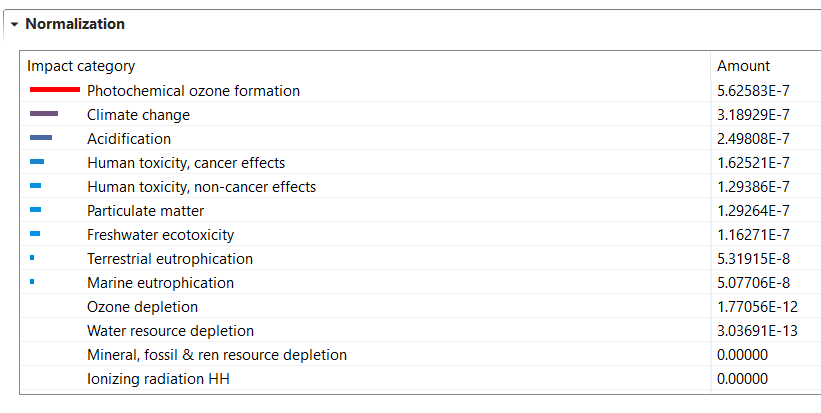 Normalization
Impact category Amount
Photochemical ozone formation 5.62583E-7
Climate change 3.18929E-7
Acidification 2.49808E-7
Human toxicity, cancer effects 1.62521E-7
Human toxicity, non-cancer effects 1.29386E-7
Particulate matter 1.29264E-7
Freshwater ecotoxicity 1.16271E-7
Terrestrial eutrophication 5.31915E-8
Marine eutrophication 5.07706E-8
Ozone depletion 1.77056E-12
Water resource depletion 3.03691E-13
Mineral, fossil & ren resource depletion 0.00000
Ionizing radiation HH 0.00000